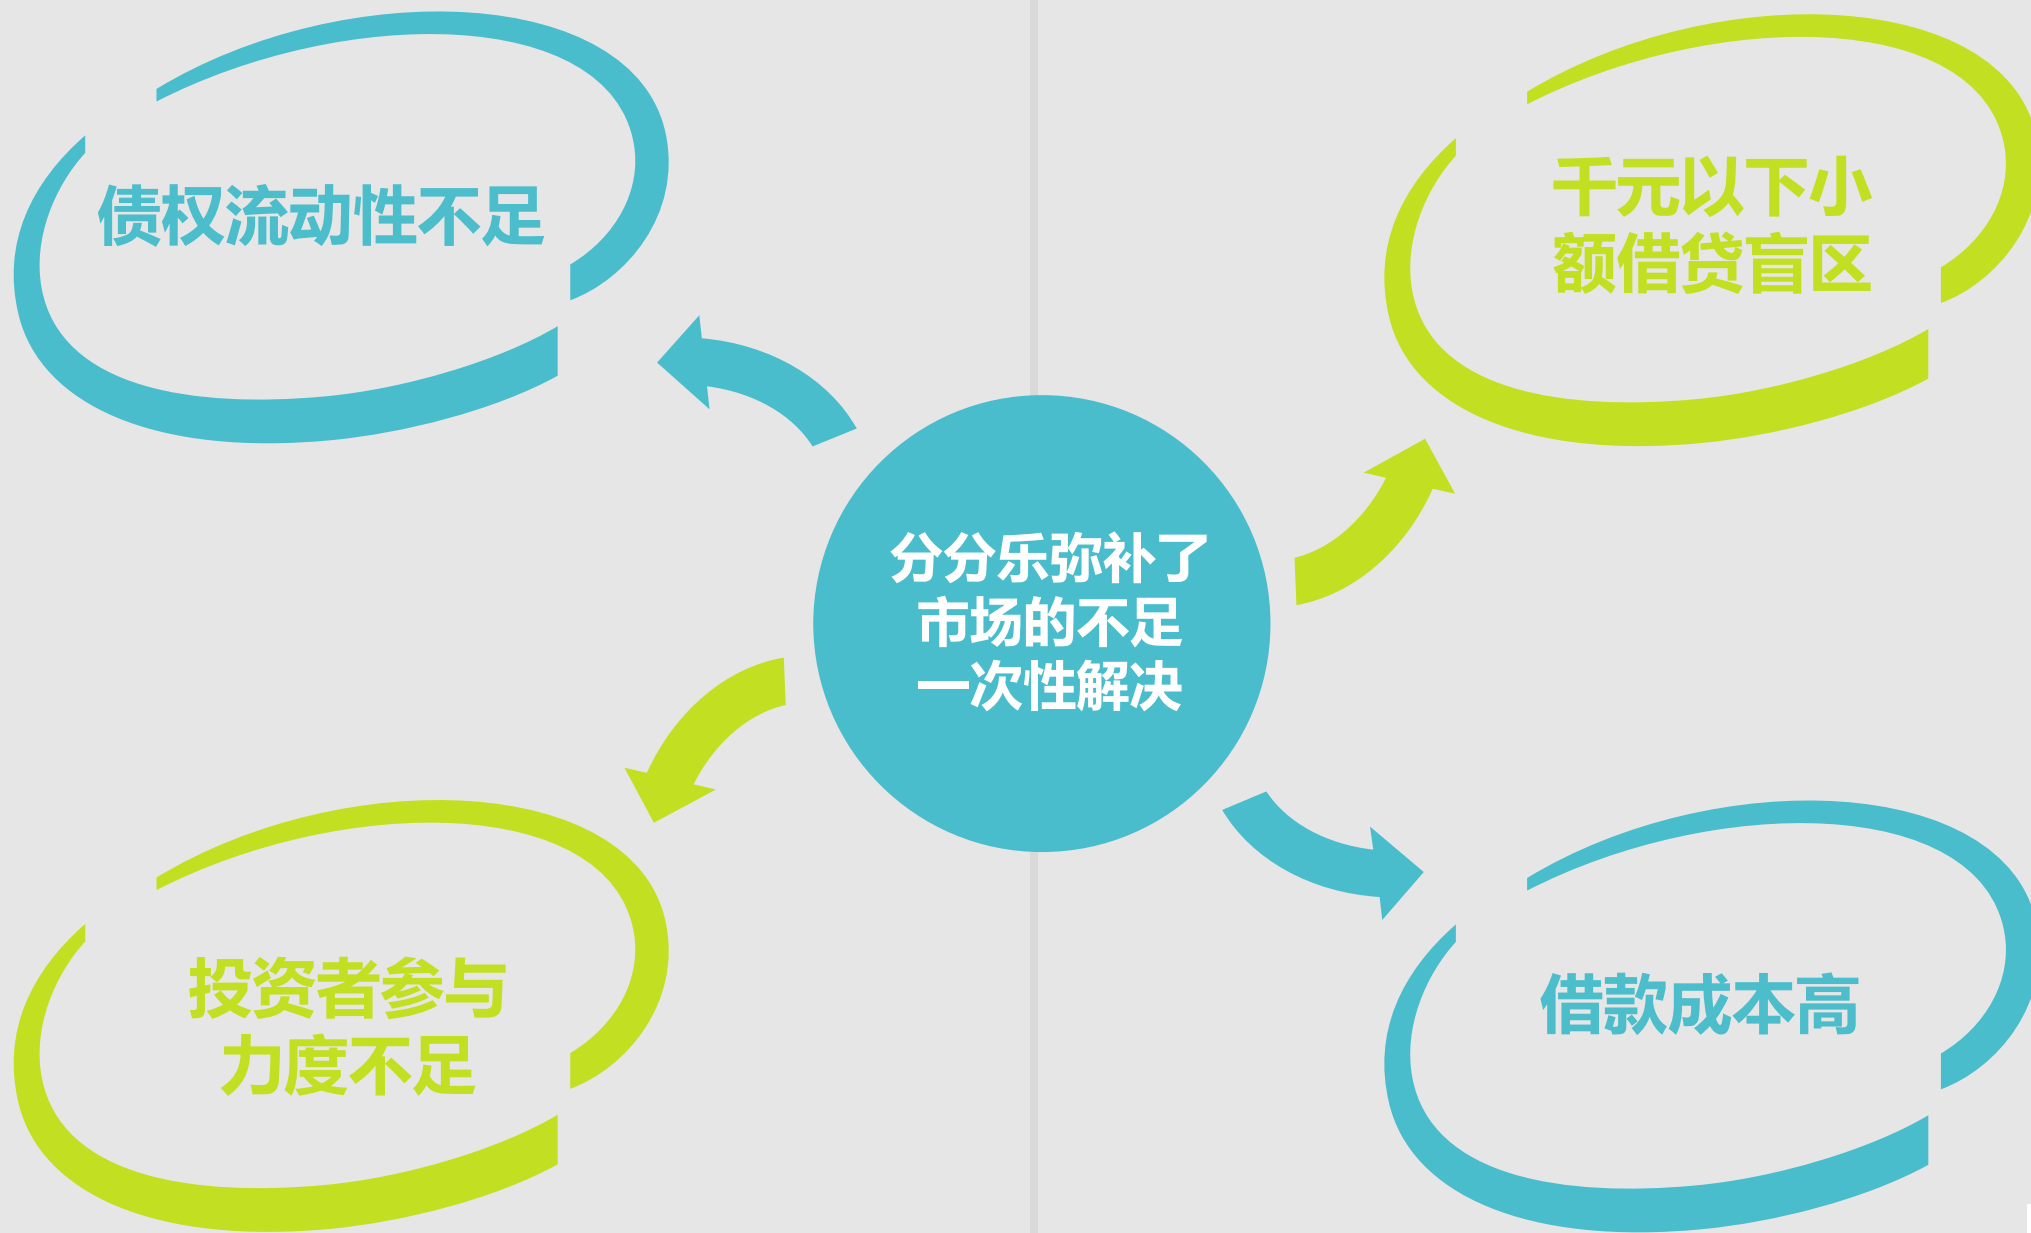 债权流动性不足
千元以下小
额借贷盲区
分分乐弥补了
市场的不足
一次性解决
投资者参与
力度不足
借款成本高